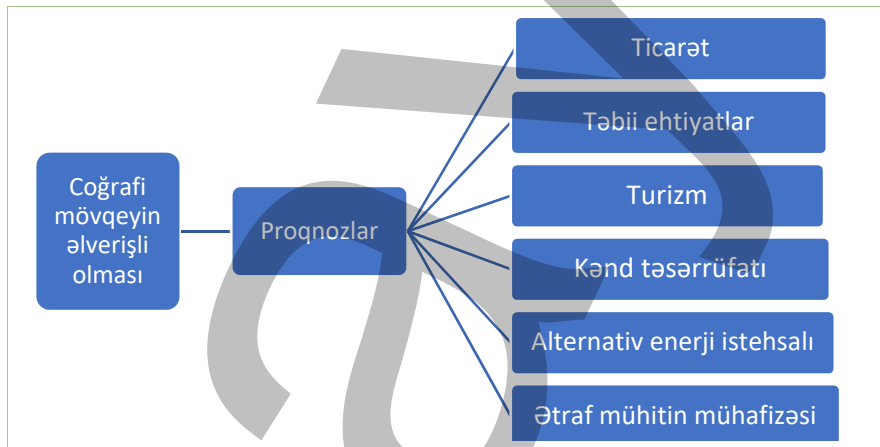 Coğrafi
mövqeyin
əlverişli
olması
Proqnozlar
Ticarət
Təbii ehtiyatlar
Turizm
Kənd təsərrüfatı
Alternativ enerji istehsalı
Ətraf mühitin mühafizəsi